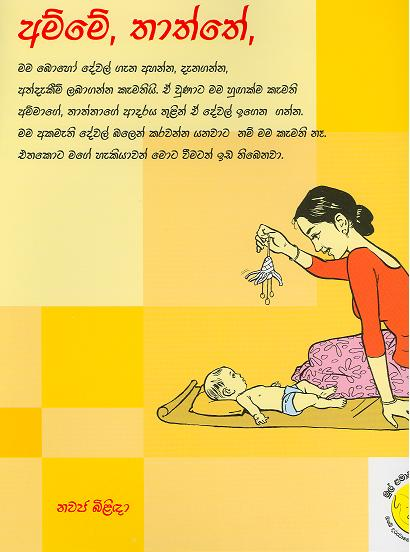 අම්මේ, තාත්තේ,
මම බොහෝ දේවල් ගැන අහන්න, දැනගන්න,
අත්දැකීම් ලබාගන්න කැමතියි. ඒ වුණාට මම හුඟක්ම කැමති
අම්මාගේ, තාත්තාගේ ආදරය තුළින් ඒ දේවල් ඉගෙන ගන්න.
මම අකමැති දේවල් බලෙන් කරවන්න යනවාට නම් මම කැමති නෑ.
එතකොට මගේ හැකියාවන් මොට වීමටත් ඉඩ තිබෙනවා.
නවජ බිළිඳා